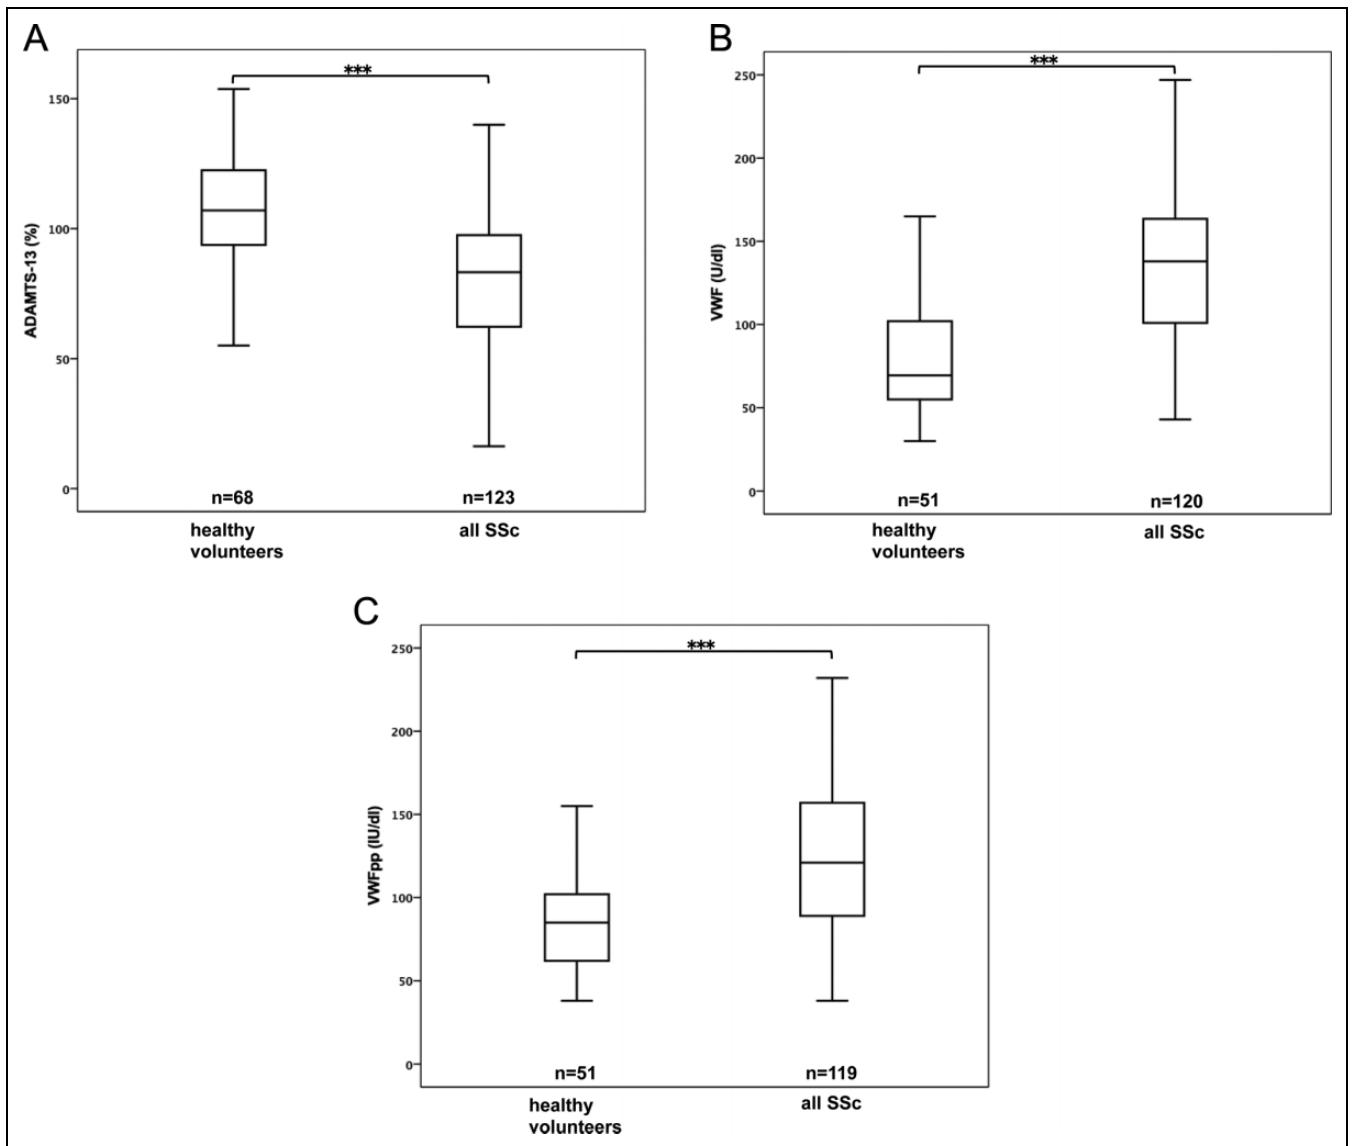 A
***
150
100
50
0
ADAMTS-13 (%)
n=68
n=123
healthy
volunteers
all SSc
B
***
250
200
150
100
50
0
VWF (U/dl)
n=51
n=120
healthy
volunteers
all SSc
C
***
250
200
150
100
50
0
VWFpp (IU/dl)
n=51
n=119
healthy
volunteers
all SSc